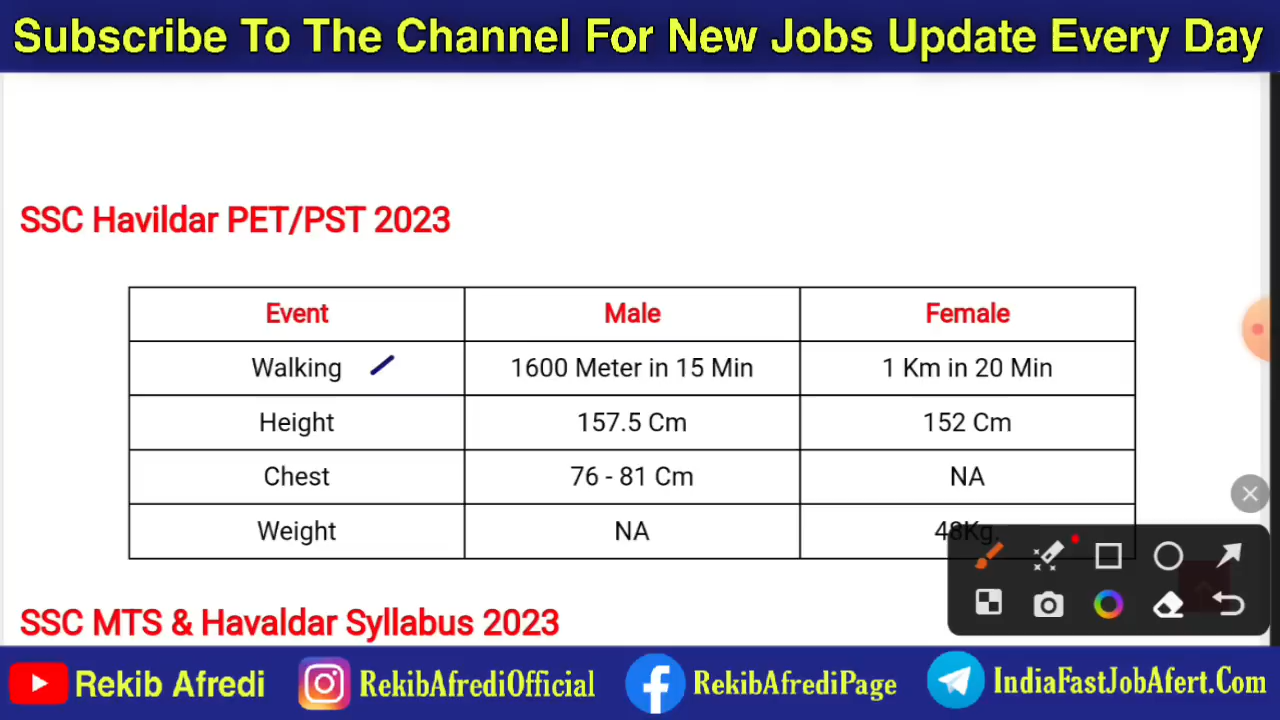 Subscribe To The Channel For New Jobs Update Every Day
SSC Havildar PET/PST 2023
Event Male Female
Walking 1600 Meter in 15 Min 1 Km in 20 Min
Height 157.5 Cm 152 Cm
Chest 76 - 81 Cm NA
Weight NA 48Kg.
SSC MTS & Havaldar Syllabus 2023
Rekib Afredi RekibAfrediOfficial RekibAfrediPage IndiaFastJobAfert.Com